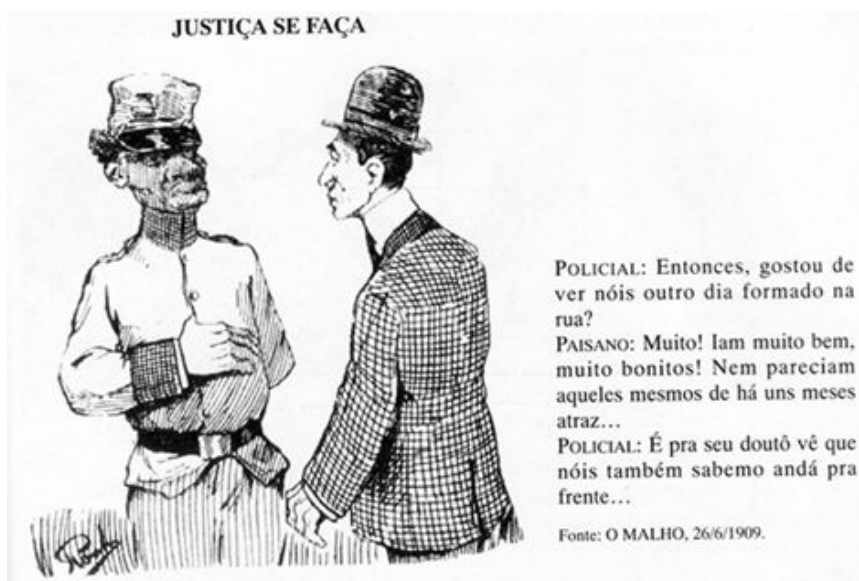 JUSTIÇA SE FAÇA
POLICIAL: Entonces, gostou de
ver nóis outro dia formado na
rua?
PAISANO: Muito! Iam muito bem,
muito bonitos! Nem pareciam
aqueles mesmos de há uns meses
atraz...
POLICIAL: É pra seu doutô vê que
nóis também sabemo andá pra
frente...
Fonte: O MALHO, 26/6/1909.